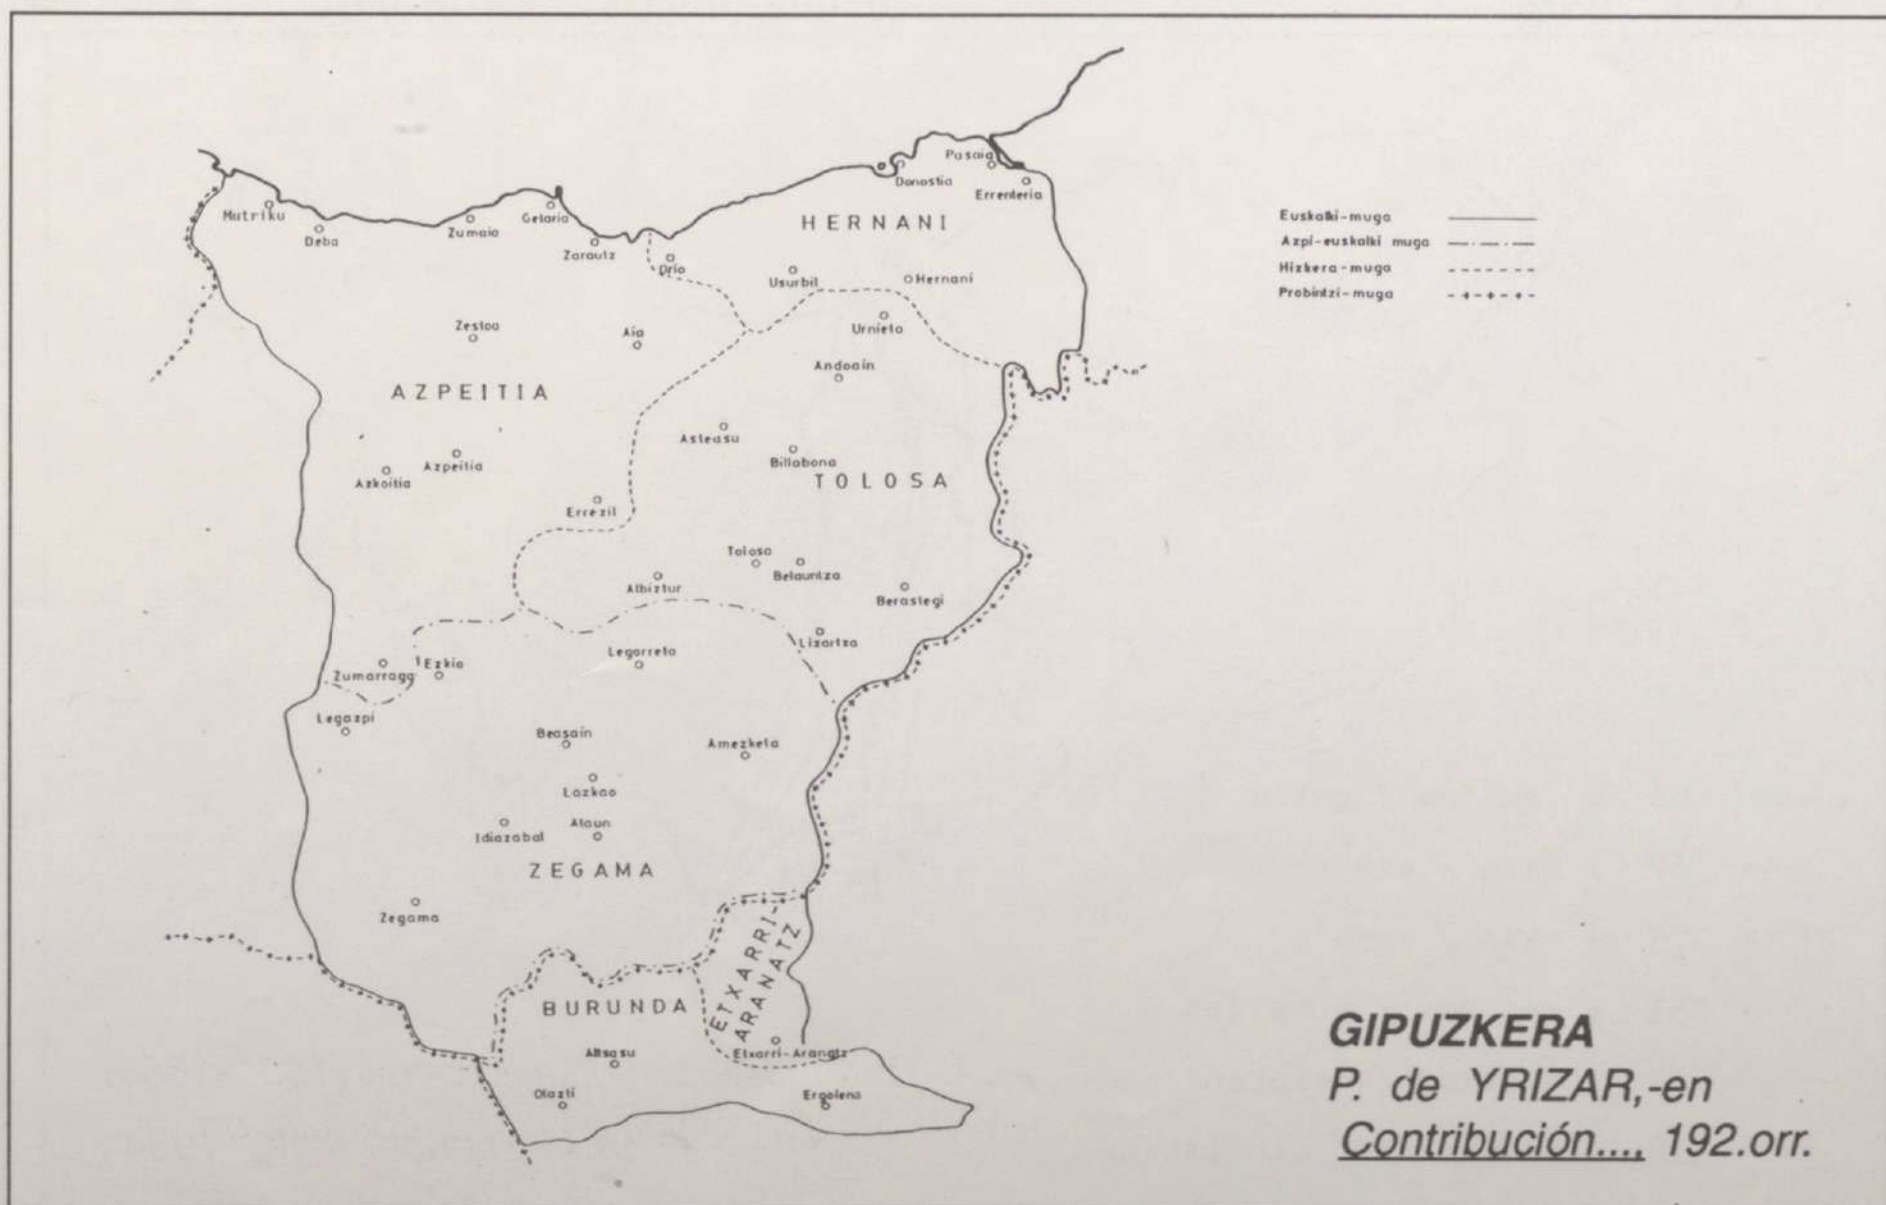 Pasaia
Donostia
Errenteria
Mutriku
Deba
Zumaia
Getaria
Zarautz
Orio
HERNANI
Usurbil
Hernani
Euskalki-muga
Azpi-euskalki muga
Hizkera-muga
Probintzi-muga
Zestoa
Aia
Urnieta
Andoain
AZPEITIA
Asteasu
Billabona
Azkoitia
Azpeitia
TOLOSA
Errezil
Tolosa
Belauntza
Albiztur
Berastegi
Lizartza
Legorreta
Zumarraga
Ezkio
Legazpi
Beasain
Amezketa
Lazkao
Idiazabal
Ataun
ZEGAMA
Zegama
ETXARRI-
ARANATZ
BURUNDA
Altsasu
Etxarri-Aranatz
Olazti
Ergoiena
GIPUZKERA
P. de YRIZAR,-en
Contribución..., 192.orr.